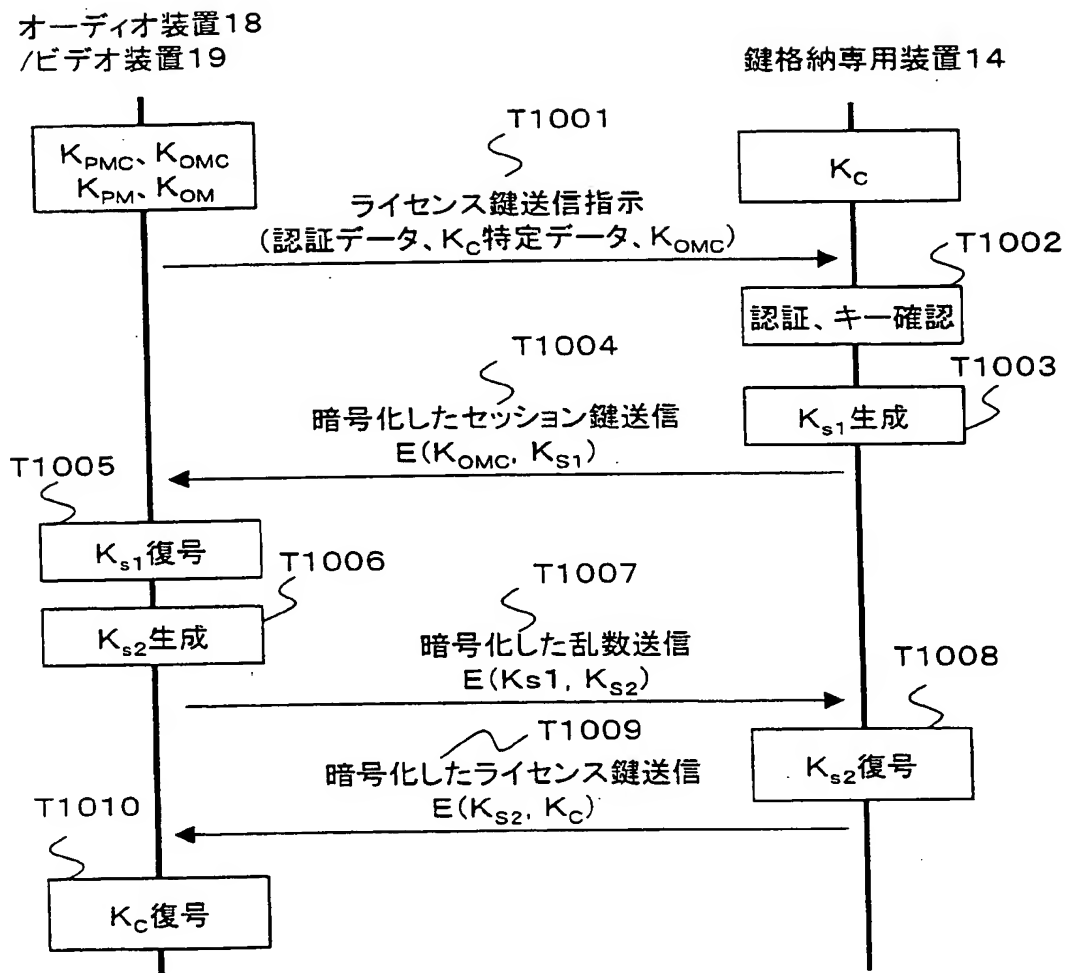 オーディオ装置18
/ビデオ装置19
鍵格納専用装置14
KPMC、KOMC
KPM、KOM
T1001
KC
ライセンス鍵送信指示
(認証データ、KC特定データ、KOMC)
T1002
認証、キー確認
T1003
Ks1生成
T1004
暗号化したセッション鍵送信
E(KOMC, KS1)
T1005
Ks1復号
T1006
Ks2生成
T1007
暗号化した乱数送信
E(Ks1, KS2)
T1008
Ks2復号
T1009
暗号化したライセンス鍵送信
E(KS2, KC)
T1010
KC復号